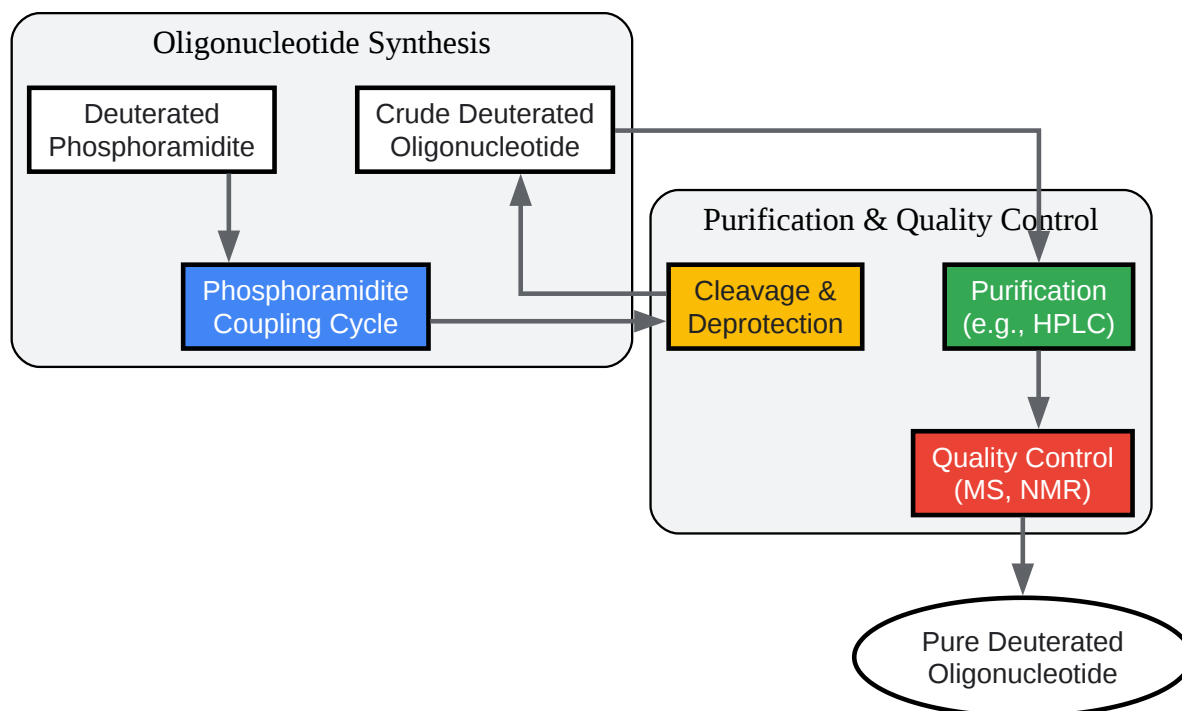 Oligonucleotide Synthesis
Deuterated
Phosphoramidite
Crude Deuterated
Oligonucleotide
Phosphoramidite
Coupling Cycle
Purification & Quality Control
Cleavage &
Deprotection
Purification
(e.g., HPLC)
Quality Control
(MS, NMR)
Pure Deuterated
Oligonucleotide